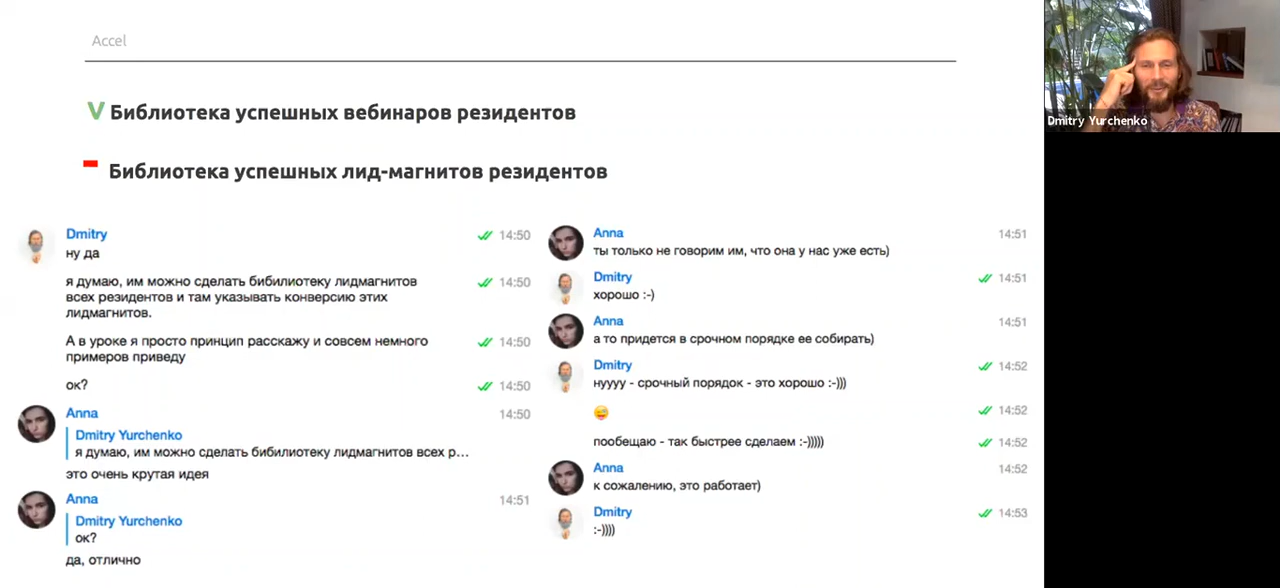 Accel
V Библиотека успешных вебинаров резидентов
- Библиотека успешных лид-магнитов резидентов
Dmitry 14:50
ну да
я думаю, им можно сделать бибилиотеку лидмагнитов 14:50
всех резидентов и там указывать конверсию этих
лидмагнитов.
А в уроке я просто принцип расскажу и совсем немного 14:50
примеров приведу
ок? 14:50
Anna 14:50
Dmitry Yurchenko
я думаю, им можно сделать бибилиотеку лидмагнитов всех р...
это очень крутая идея
Anna 14:51
Dmitry Yurchenko
ок?
да, отлично
Anna 14:51
ты только не говорим им, что она у нас уже есть)
Dmitry 14:51
хорошо :-)
Anna 14:51
а то придется в срочном порядке ее собирать)
Dmitry 14:52
нуууу - срочный порядок - это хорошо :-)))
😜 14:52
пообещаю - так быстрее сделаем :-))))) 14:52
Anna 14:52
к сожалению, это работает)
Dmitry 14:53
:-))))
Dmitry Yurchenko